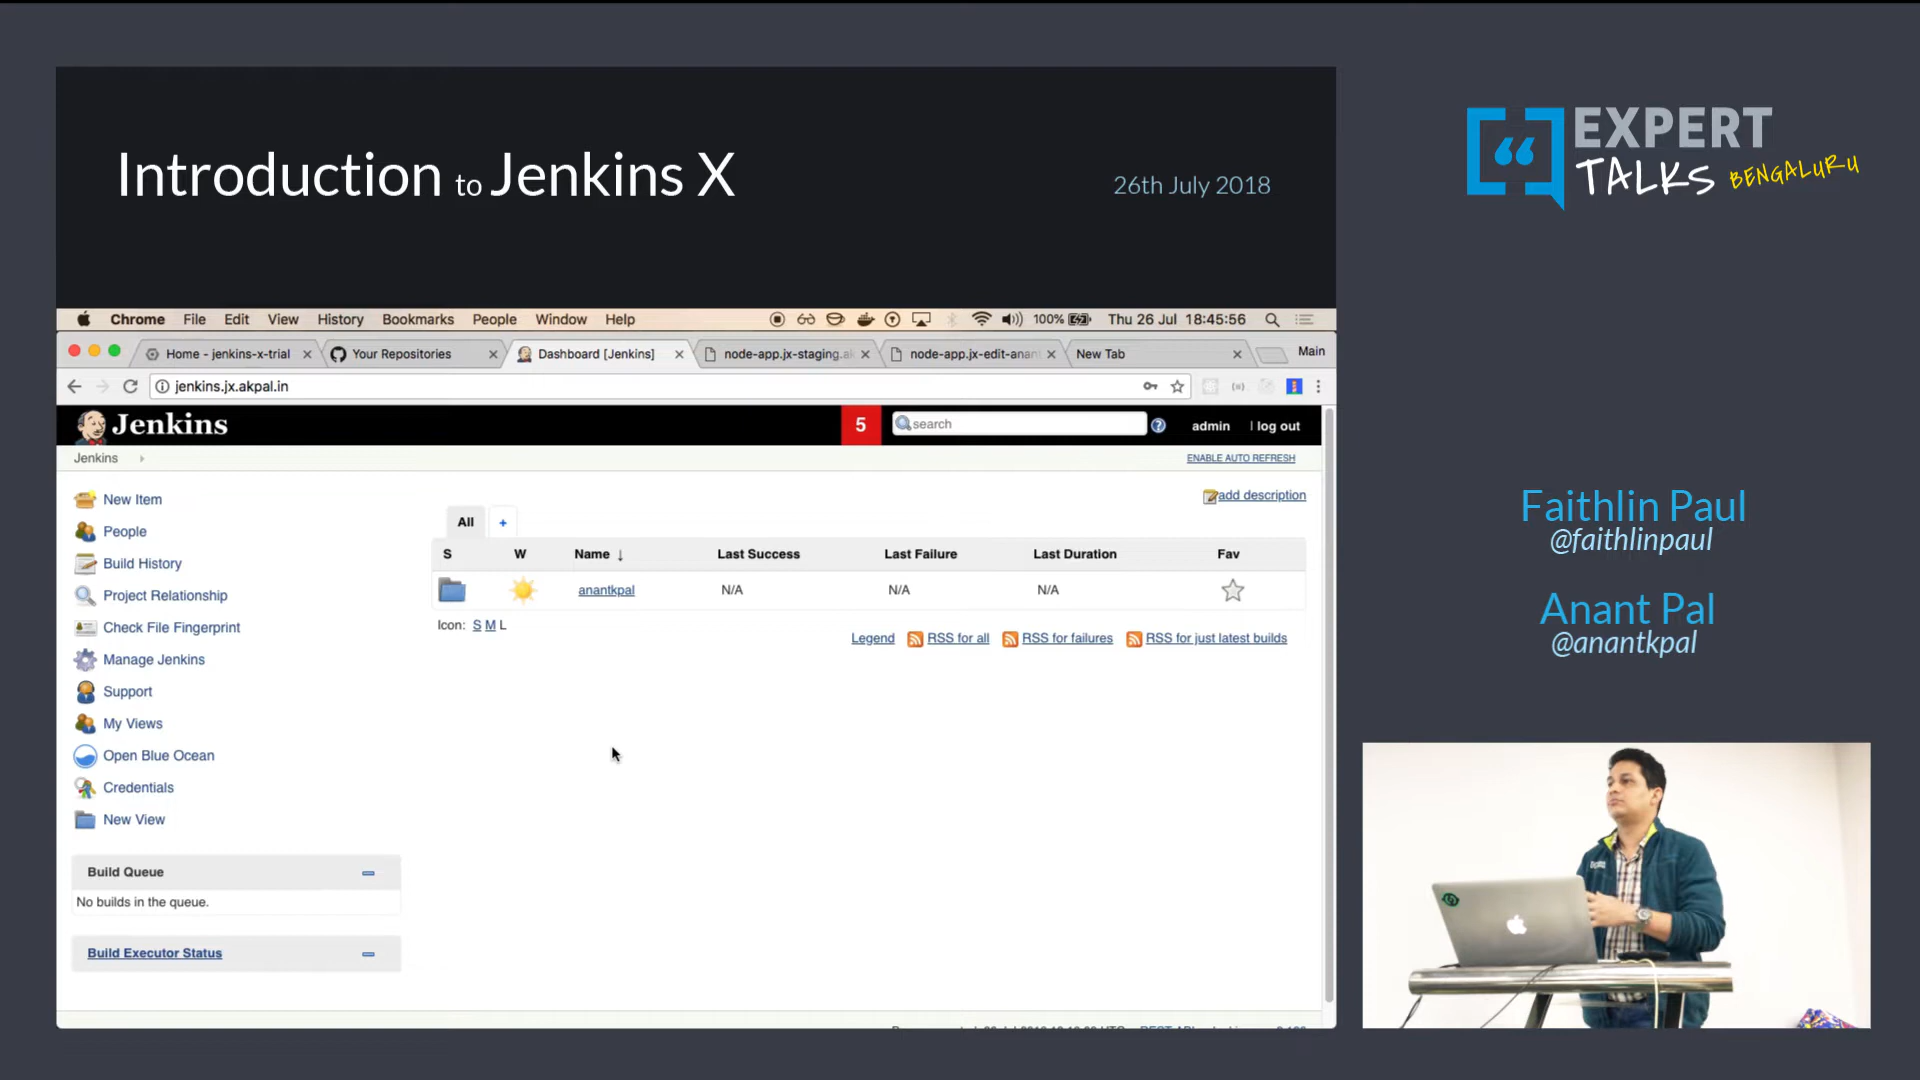 Introduction to Jenkins X
26th July 2018
EXPERT
TALKS BENGALURU
Chrome File Edit View History Bookmarks People Window Help 100% Thu 26 Jul 18:45:56
Home - jenkins-x-trial Your Repositories Dashboard [Jenkins] node-app.jx-staging.a node-app.jx-edit-anan New Tab Main
jenkins.jx.akpal.in
Jenkins 5 search admin | log out
Jenkins ENABLE AUTO REFRESH
add description
New Item
People
Build History
Project Relationship
Check File Fingerprint
Manage Jenkins
Support
My Views
Open Blue Ocean
Credentials
New View
All +
S W Name ↓ Last Success Last Failure Last Duration Fav
anantkpal N/A N/A N/A
Icon: S M L
Legend RSS for all RSS for failures RSS for just latest builds
Build Queue
No builds in the queue.
Build Executor Status
Faithlin Paul
@faithlinpaul
Anant Pal
@anantkpal